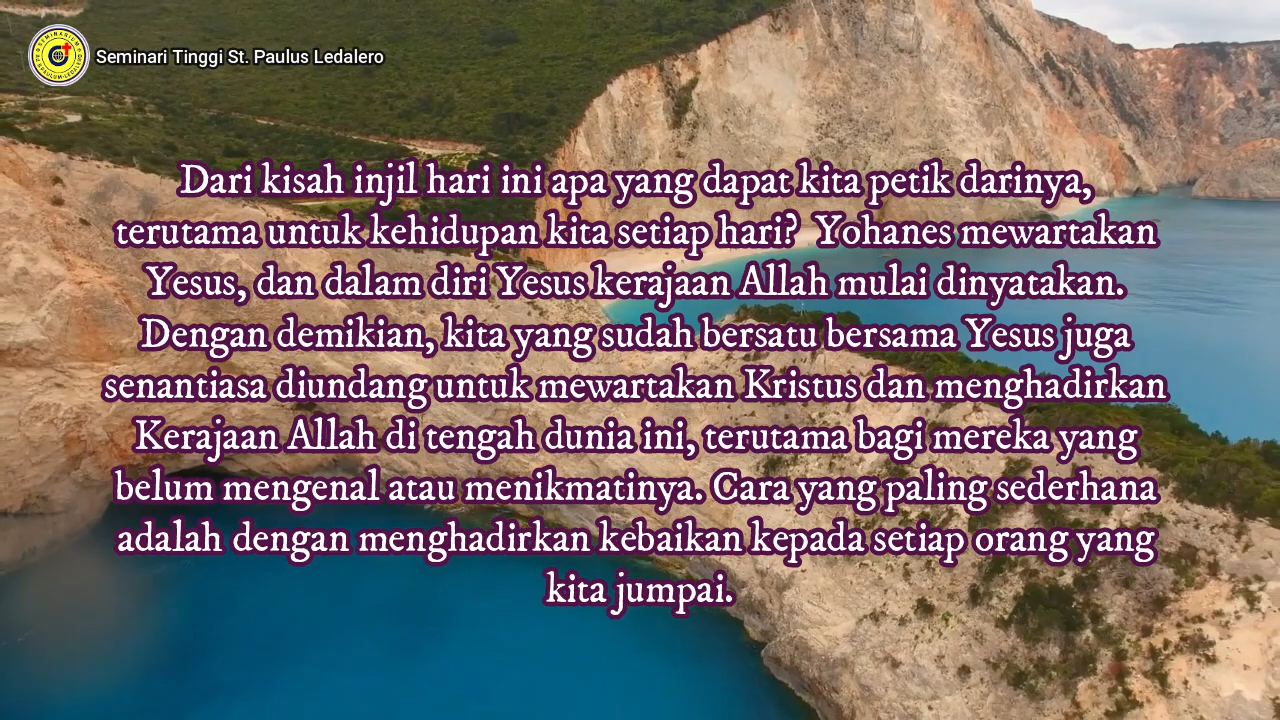 Seminari Tinggi St. Paulus Ledalero
Dari kisah injil hari ini apa yang dapat kita petik darinya,
terutama untuk kehidupan kita setiap hari?  Yohanes mewartakan
Yesus, dan dalam diri Yesus kerajaan Allah mulai dinyatakan.
Dengan demikian, kita yang sudah bersatu bersama Yesus juga
senantiasa diundang untuk mewartakan Kristus dan menghadirkan
Kerajaan Allah di tengah dunia ini, terutama bagi mereka yang
belum mengenal atau menikmatinya. Cara yang paling sederhana
adalah dengan menghadirkan kebaikan kepada setiap orang yang
kita jumpai.